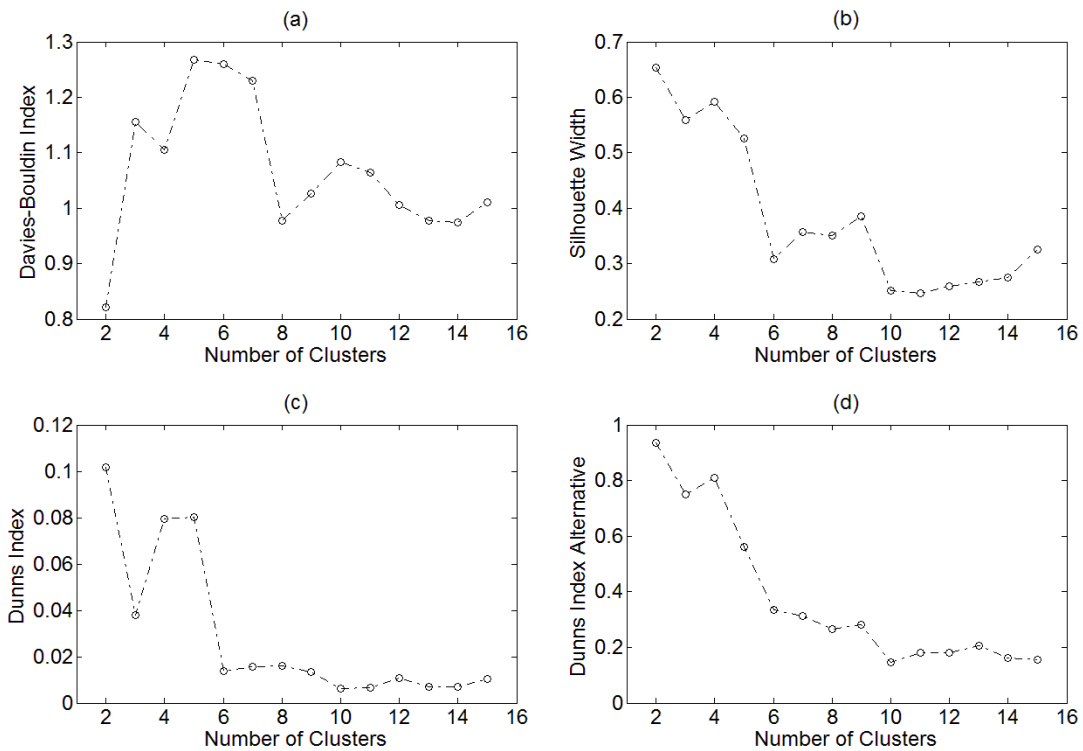 (a)
1.3
1.2
1.1
1
0.9
0.8
Davies-Bouldin Index
2 4 6 8 10 12 14 16
Number of Clusters
(b)
0.7
0.6
0.5
0.4
0.3
0.2
Silhouette Width
2 4 6 8 10 12 14 16
Number of Clusters
(c)
0.12
0.1
0.08
0.06
0.04
0.02
0
Dunns Index
2 4 6 8 10 12 14 16
Number of Clusters
(d)
1
0.8
0.6
0.4
0.2
0
Dunns Index Alternative
2 4 6 8 10 12 14 16
Number of Clusters